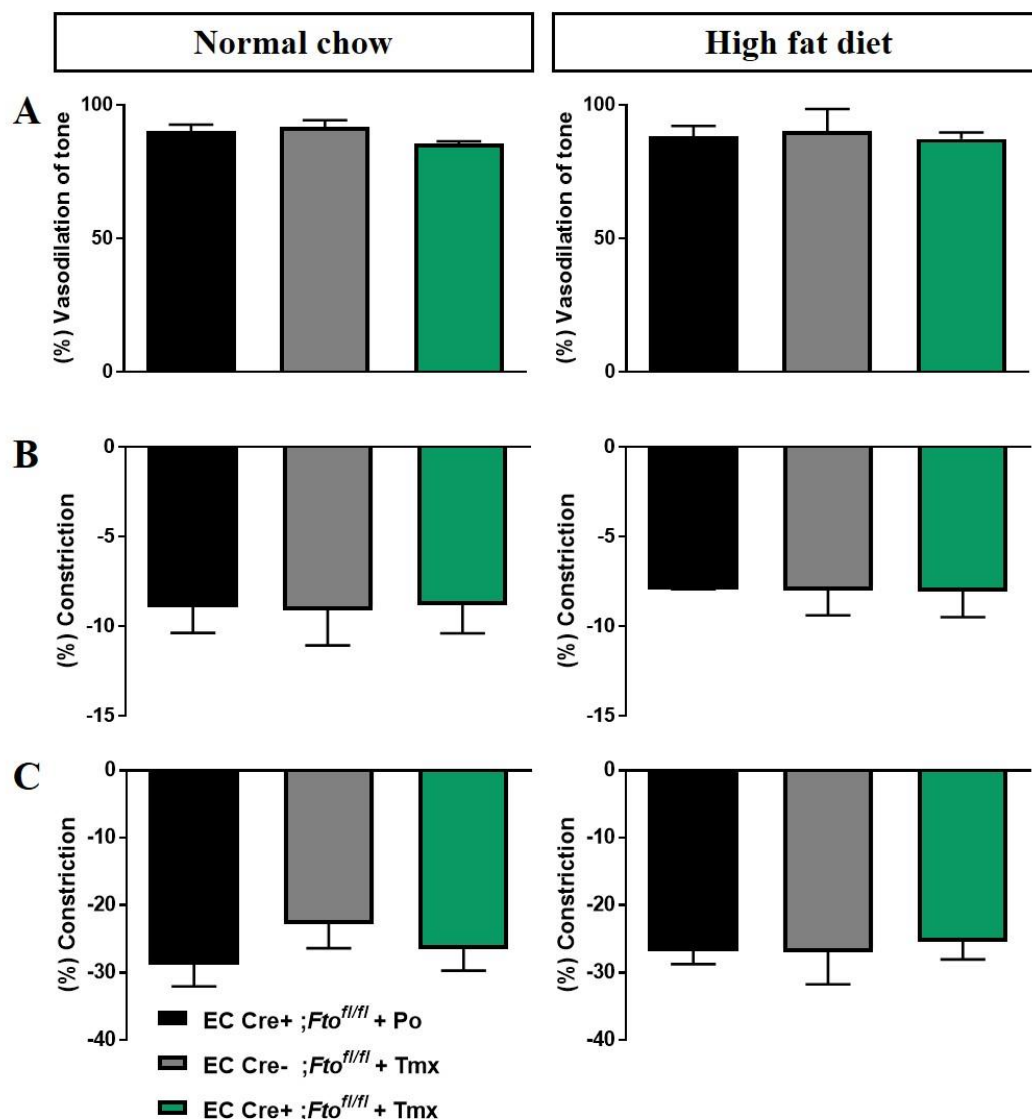 Normal chow
High fat diet
A
(%) Vasodilation of tone
100
50
0
(%) Vasodilation of tone
100
50
0
B
(%) Constriction
0
-5
-10
-15
(%) Constriction
0
-5
-10
-15
C
(%) Constriction
0
-10
-20
-30
-40
(%) Constriction
0
-10
-20
-30
-40
EC Cre+ ;Fto^fl/fl + Po
EC Cre- ;Fto^fl/fl + Tmx
EC Cre+ ;Fto^fl/fl + Tmx